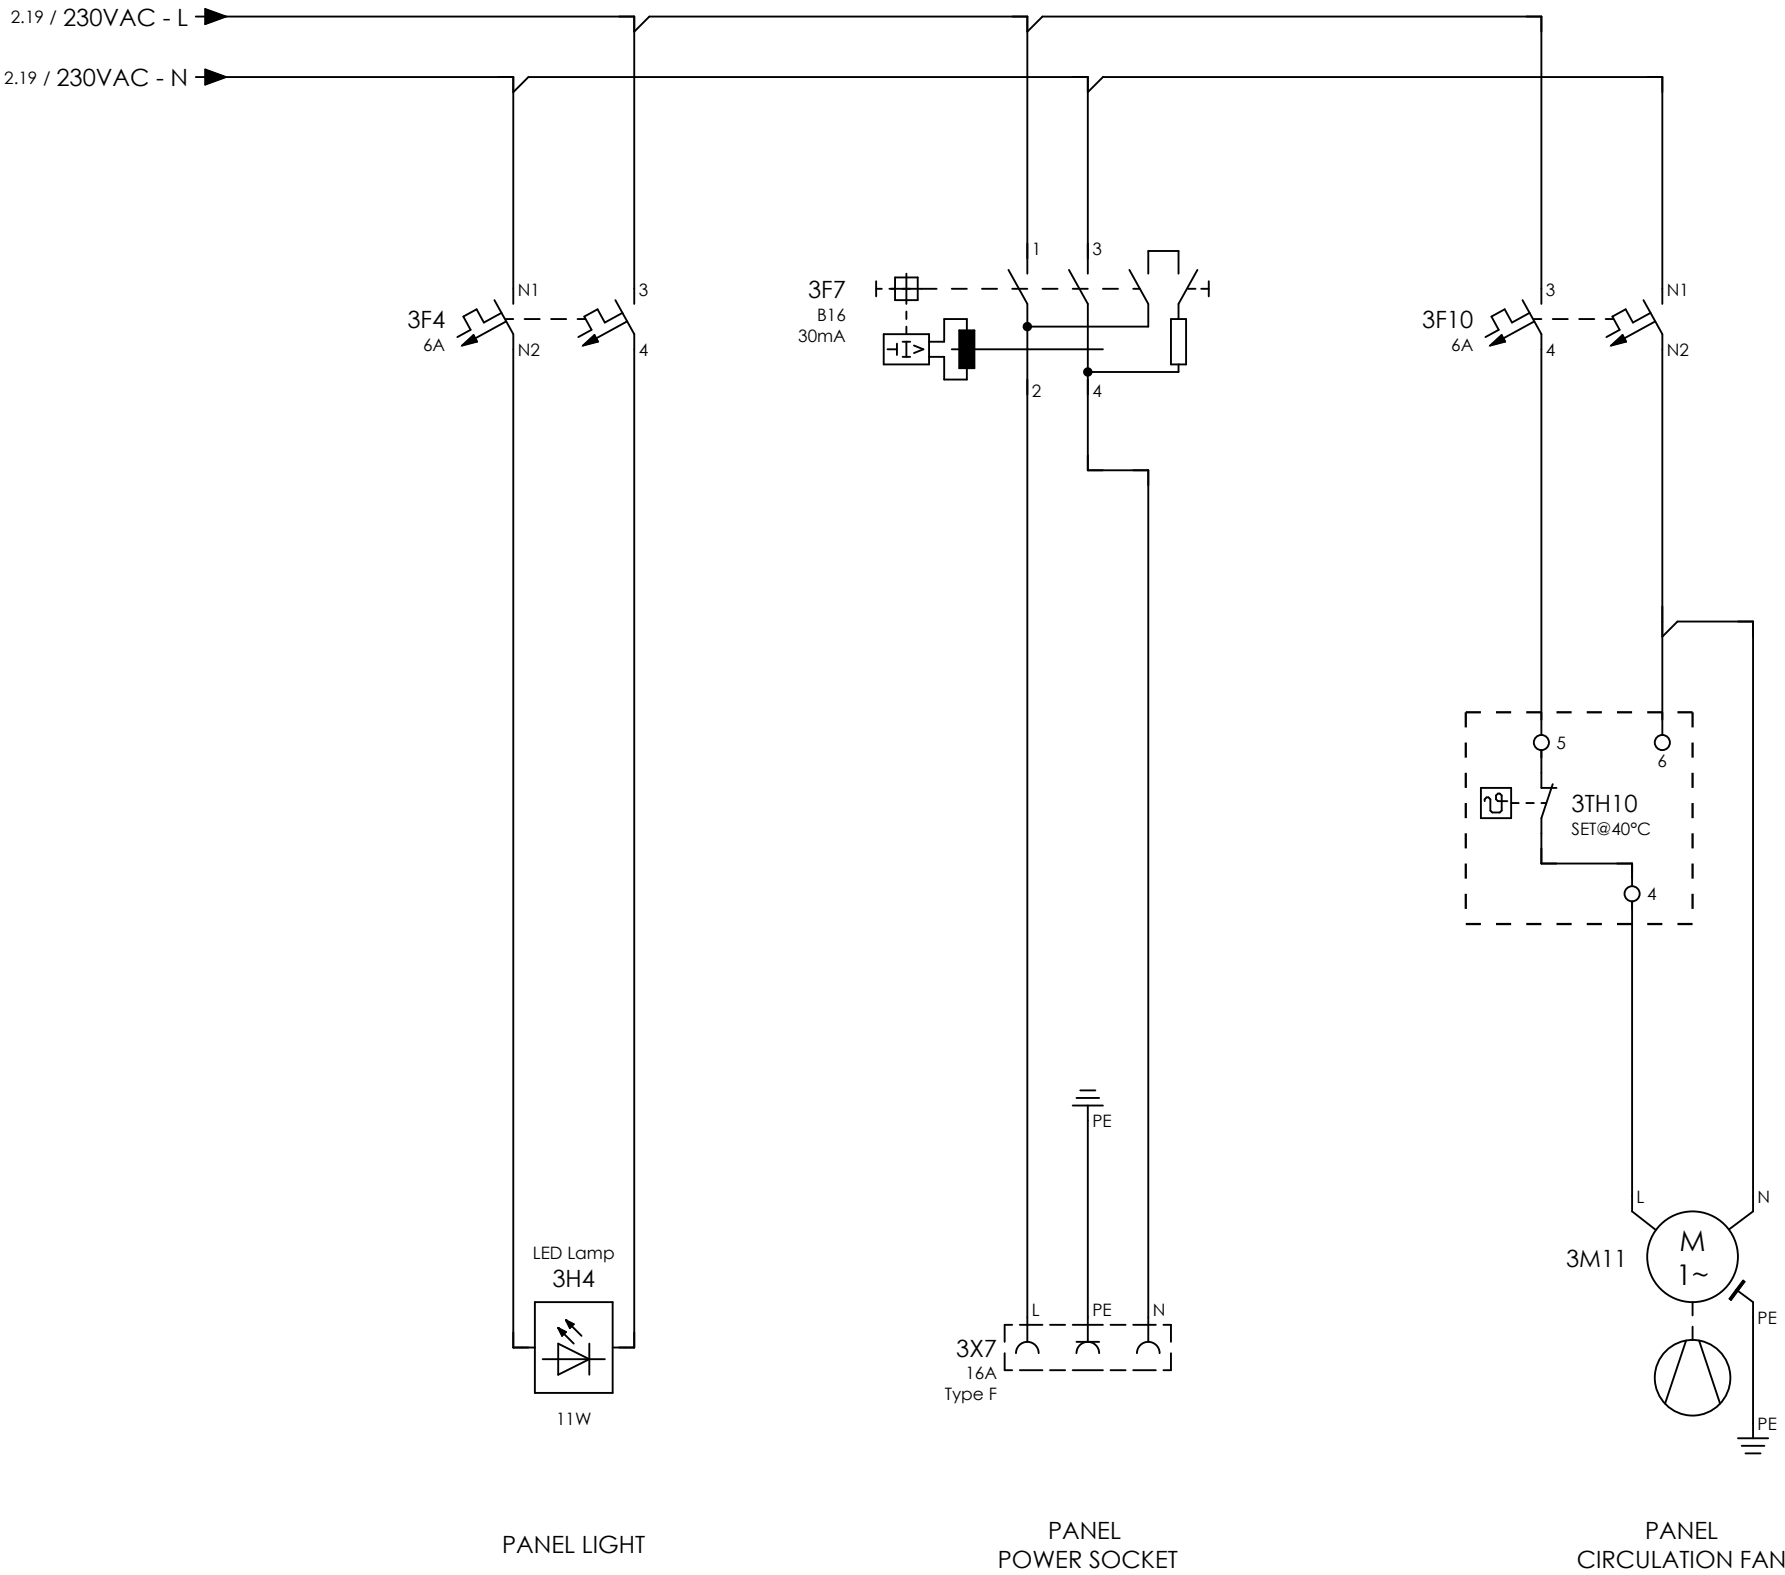 2.19 / 230VAC - L
2.19 / 230VAC - N
N1
3
3F4
6A
N2
4
1
3
3F7
B16
30mA
I>
2
4
3
N1
3F10
6A
4
N2
5
6
3TH10
SET@40°C
4
PE
L
N
3M11
M
1~
PE
PE
LED Lamp
3H4
11W
L
PE
N
3X7
16A
Type F
PANEL LIGHT
PANEL
POWER SOCKET
PANEL
CIRCULATION FAN